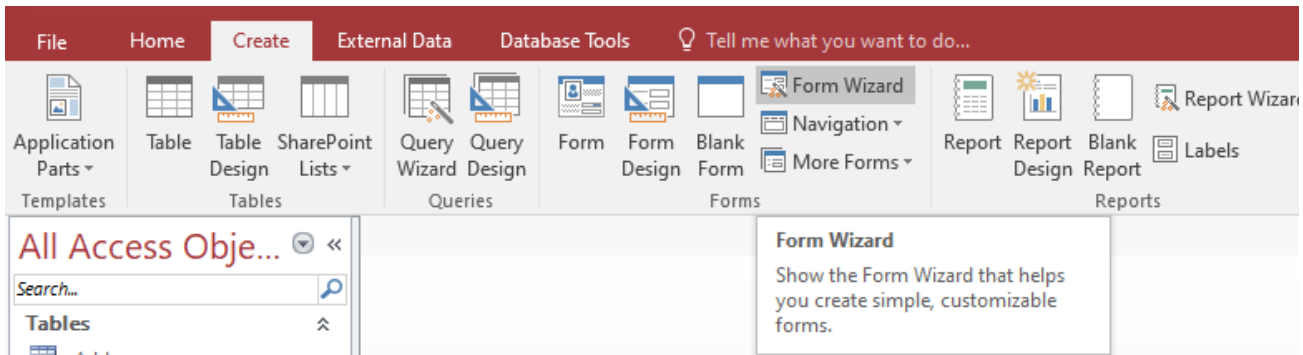 File Home Create External Data Database Tools Tell me what you want to do...
Application Parts
Table
Table Design
SharePoint Lists
Query Wizard
Query Design
Form
Form Design
Blank Form
Form Wizard
Navigation
More Forms
Report
Report Design
Blank Report
Report Wizard
Labels
Templates Tables Queries Forms Reports
All Access Obje...
Search...
Tables
Form Wizard
Show the Form Wizard that helps
you create simple, customizable
forms.